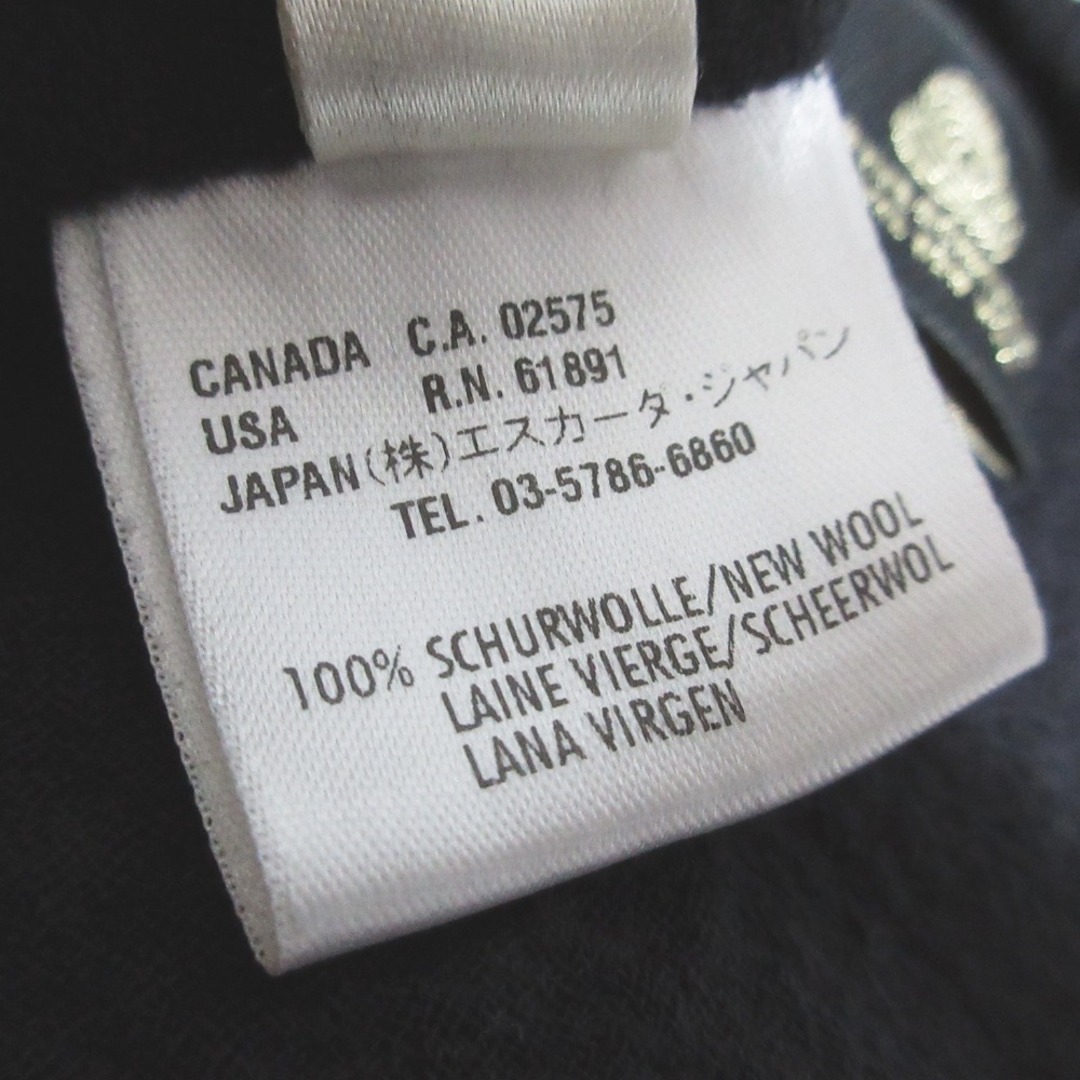 CANADA C.A. 02575
USA R.N. 61891
JAPAN(株)エスカーダ・ジャパン
TEL. 03-5786-6860
100% SCHURWOLLE/NEW WOOL
LAINE VIERGE/SCHEERWOL
LANA VIRGEN